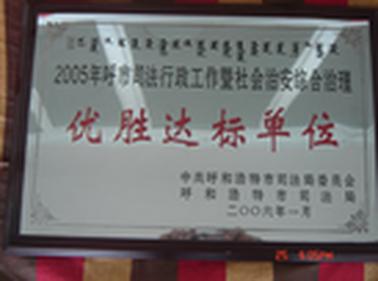 2005年呼市司法行政工作暨社会治安综合治理
优胜达标单位
中共呼和浩特市司法局委员会
呼和浩特市司法局
二〇〇六年一月